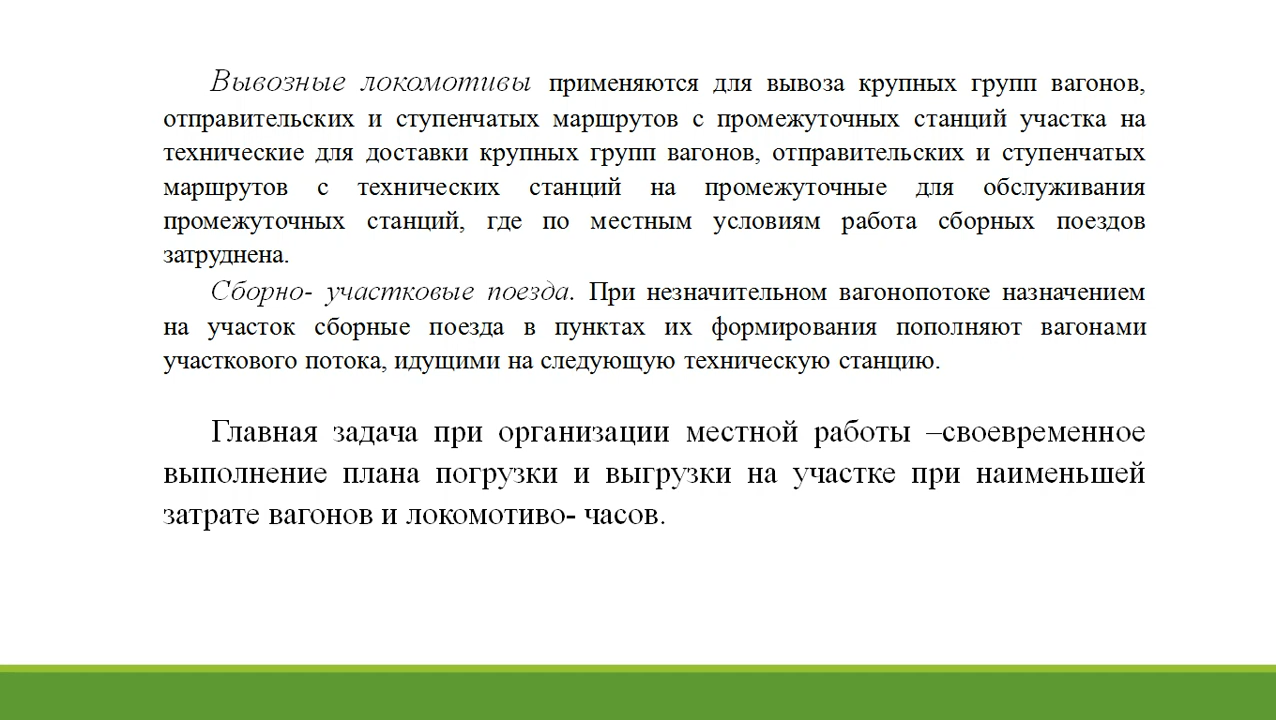 Вывозные локомотивы применяются для вывоза крупных групп вагонов,
отправительских и ступенчатых маршрутов с промежуточных станций участка на
технические для доставки крупных групп вагонов, отправительских и ступенчатых
маршрутов с технических станций на промежуточные для обслуживания
промежуточных станций, где по местным условиям работа сборных поездов
затруднена.
Сборно- участковые поезда. При незначительном вагонопотоке назначением
на участок сборные поезда в пунктах их формирования пополняют вагонами
участкового потока, идущими на следующую техническую станцию.
Главная задача при организации местной работы –своевременное
выполнение плана погрузки и выгрузки на участке при наименьшей
затрате вагонов и локомотиво- часов.